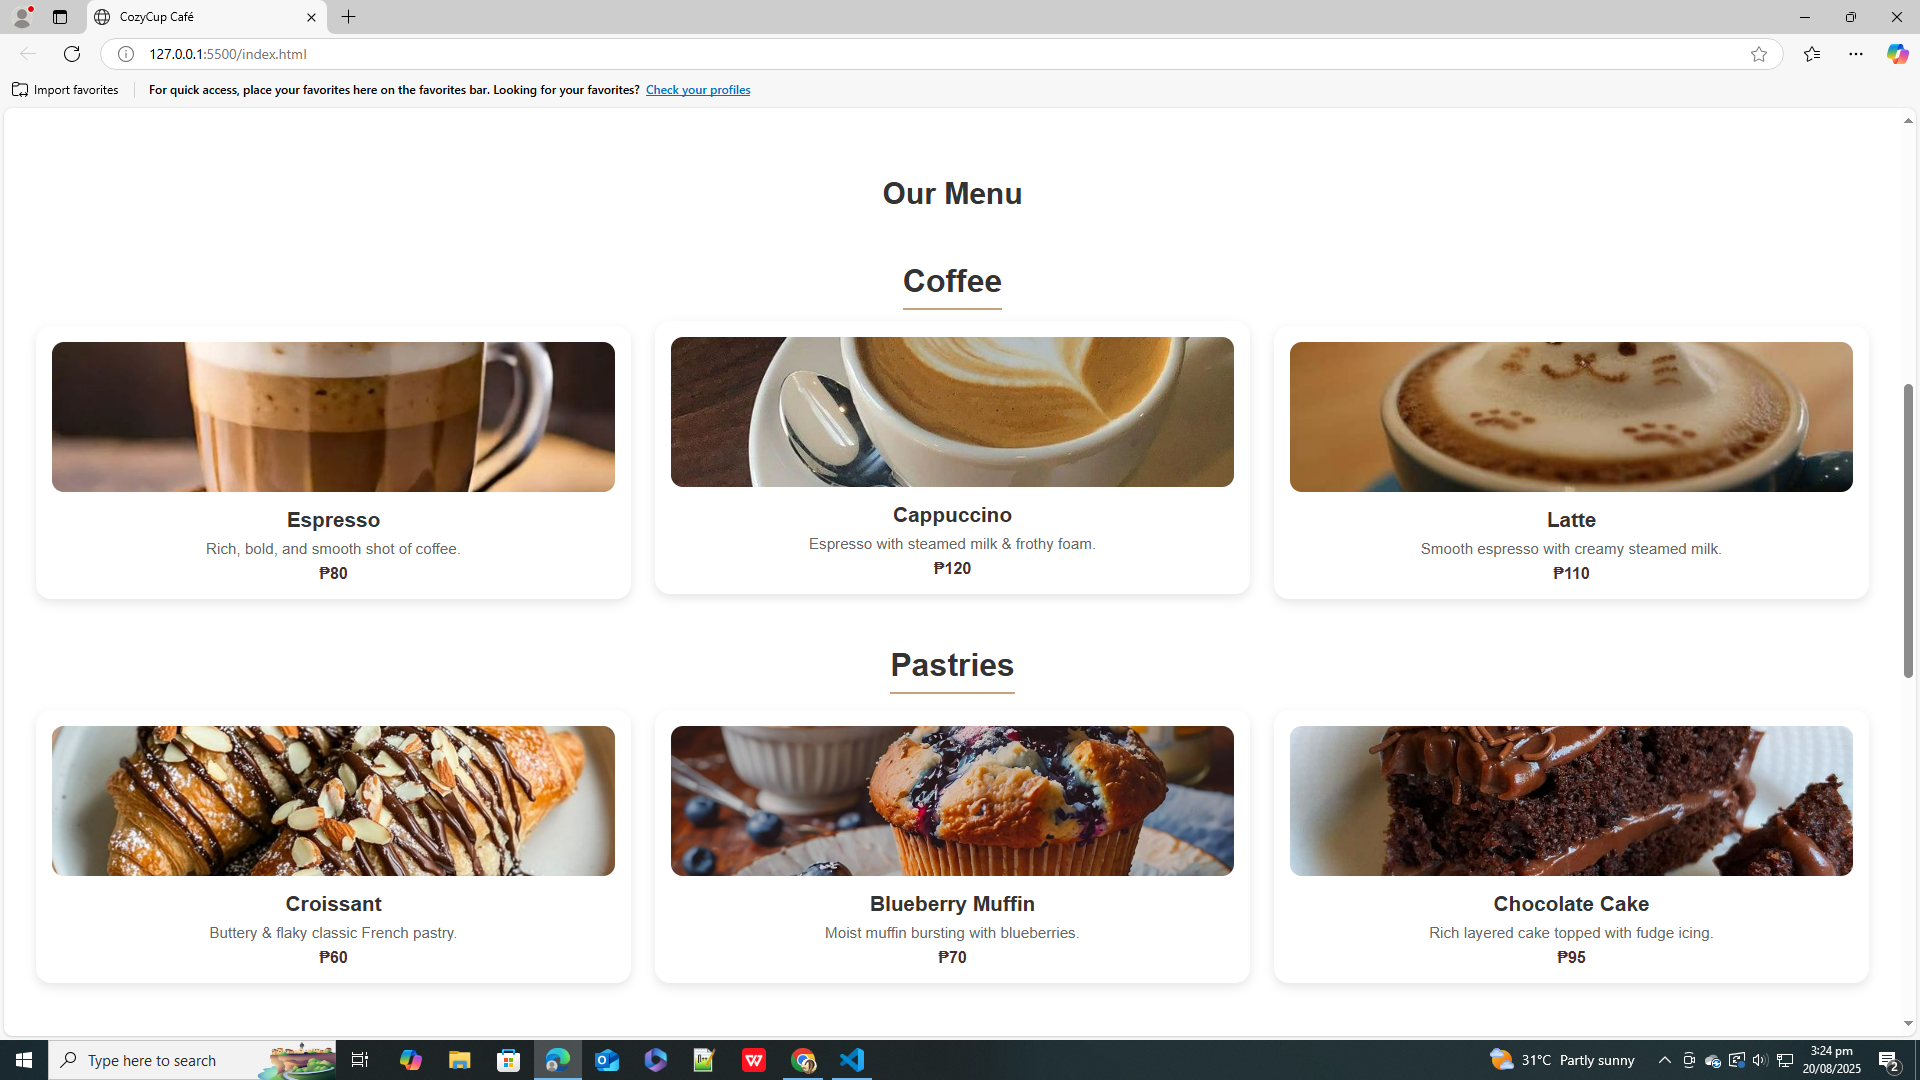 CozyCup Café
127.0.0.1:5500/index.html
Import favorites
For quick access, place your favorites here on the favorites bar. Looking for your favorites? Check your profiles
Our Menu
Coffee
Espresso
Rich, bold, and smooth shot of coffee.
₱80
Cappuccino
Espresso with steamed milk & frothy foam.
₱120
Latte
Smooth espresso with creamy steamed milk.
₱110
Pastries
Croissant
Buttery & flaky classic French pastry.
₱60
Blueberry Muffin
Moist muffin bursting with blueberries.
₱70
Chocolate Cake
Rich layered cake topped with fudge icing.
₱95
Type here to search
31°C Partly sunny
3:24 pm
20/08/2025
2